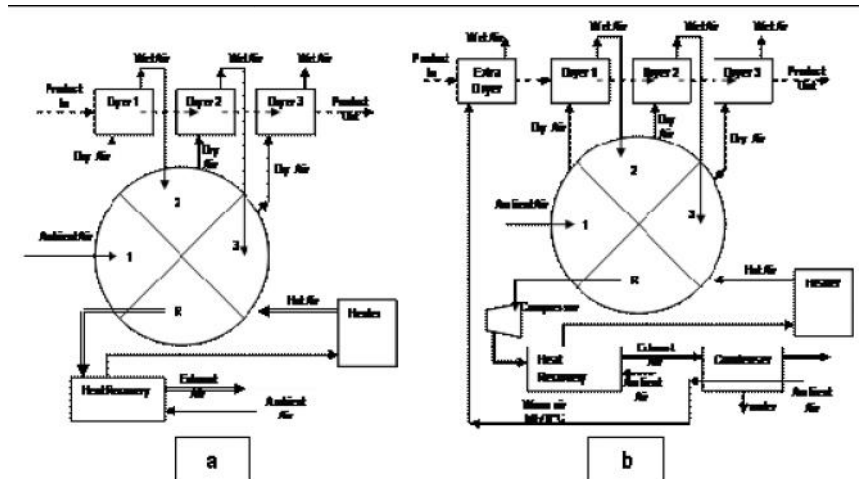 Wet Air
Wet Air
Wet Air
Product
In
Dryer 1
Dryer 2
Dryer 3
Product
Out
Dry Air
Dry
Air
Dry Air
2
Ambient Air
1
3
R
Hot Air
Heater
Heat Recovery
Exhaust
Air
Ambient
Air
a
Wet Air
Wet Air
Wet Air
Wet Air
Product
In
Extra
Dryer
Dryer 1
Dryer 2
Dryer 3
Product
Out
Dry Air
Dry
Air
Dry Air
2
Ambient Air
1
3
R
Hot Air
Heater
Compressor
Heat
Recovery
Exhaust
Air
Ambient
Air
Condenser
Warm air
water
Ambient
Air
b